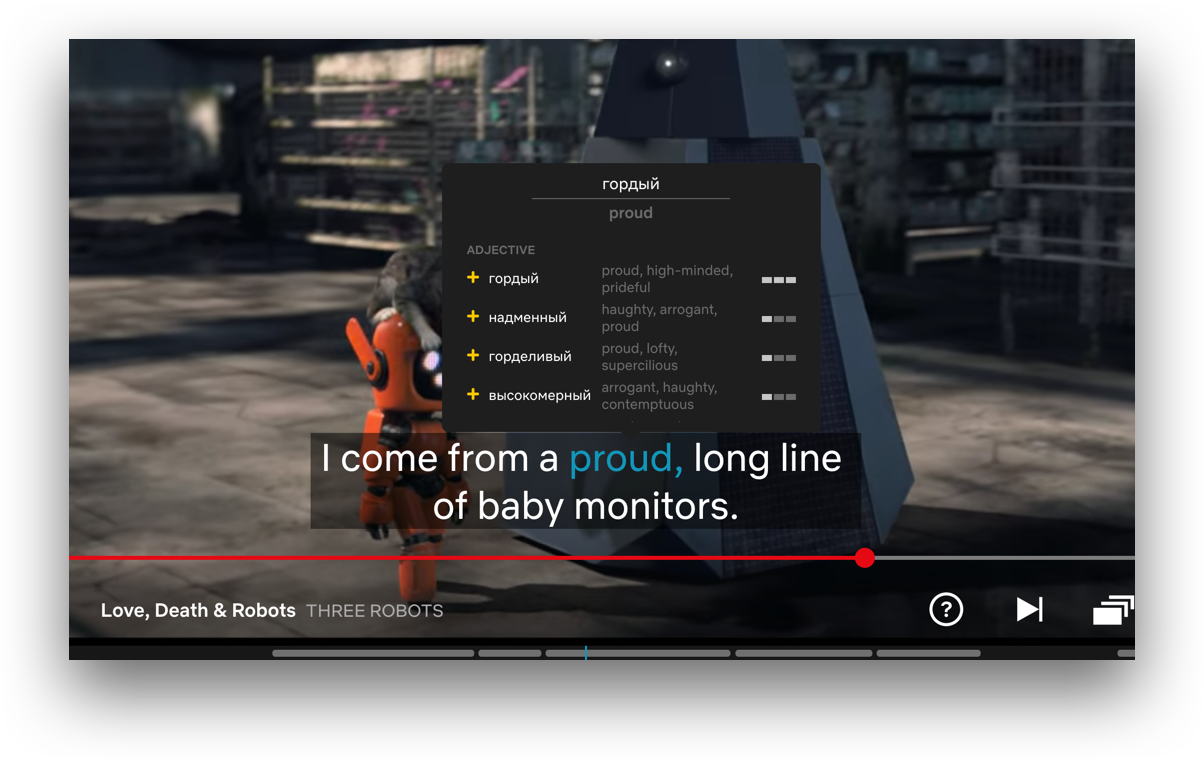 гордый
proud
ADJECTIVE
+ гордый proud, high-minded,
prideful
+ надменный haughty, arrogant,
proud
+ горделивый proud, lofty,
supercilious
+ высокомерный arrogant, haughty,
contemptuous
I come from a proud, long line
of baby monitors.
Love, Death & Robots THREE ROBOTS
?